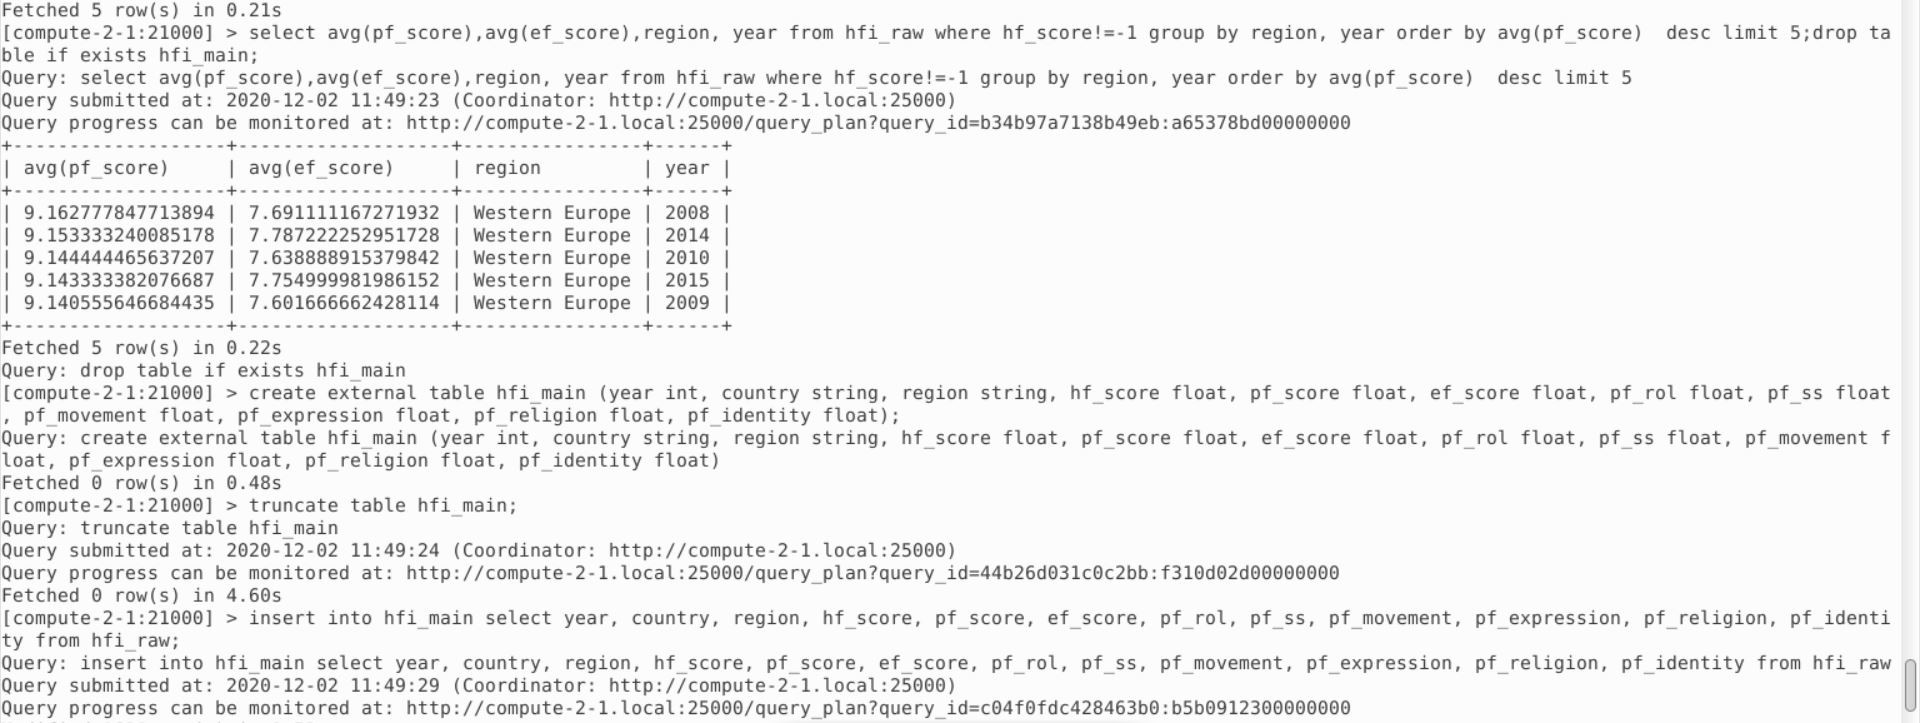 Fetched 5 row(s) in 0.21s
[compute-2-1:21000] > select avg(pf_score),avg(ef_score),region, year from hfi_raw where hf_score!=-1 group by region, year order by avg(pf_score)  desc limit 5;drop ta
ble if exists hfi_main;
Query: select avg(pf_score),avg(ef_score),region, year from hfi_raw where hf_score!=-1 group by region, year order by avg(pf_score)  desc limit 5
Query submitted at: 2020-12-02 11:49:23 (Coordinator: http://compute-2-1.local:25000)
Query progress can be monitored at: http://compute-2-1.local:25000/query_plan?query_id=b34b97a7138b49eb:a65378bd00000000
+-------------------+-------------------+----------------+------+
| avg(pf_score)     | avg(ef_score)     | region         | year |
+-------------------+-------------------+----------------+------+
| 9.162777847713894 | 7.691111167271932 | Western Europe | 2008 |
| 9.153333240085178 | 7.787222252951728 | Western Europe | 2014 |
| 9.144444465637207 | 7.638888915379842 | Western Europe | 2010 |
| 9.143333382076687 | 7.754999981986152 | Western Europe | 2015 |
| 9.140555646684435 | 7.601666662428114 | Western Europe | 2009 |
+-------------------+-------------------+----------------+------+
Fetched 5 row(s) in 0.22s
Query: drop table if exists hfi_main
[compute-2-1:21000] > create external table hfi_main (year int, country string, region string, hf_score float, pf_score float, ef_score float, pf_rol float, pf_ss float
, pf_movement float, pf_expression float, pf_religion float, pf_identity float);
Query: create external table hfi_main (year int, country string, region string, hf_score float, pf_score float, ef_score float, pf_rol float, pf_ss float, pf_movement f
loat, pf_expression float, pf_religion float, pf_identity float)
Fetched 0 row(s) in 0.48s
[compute-2-1:21000] > truncate table hfi_main;
Query: truncate table hfi_main
Query submitted at: 2020-12-02 11:49:24 (Coordinator: http://compute-2-1.local:25000)
Query progress can be monitored at: http://compute-2-1.local:25000/query_plan?query_id=44b26d031c0c2bb:f310d02d00000000
Fetched 0 row(s) in 4.60s
[compute-2-1:21000] > insert into hfi_main select year, country, region, hf_score, pf_score, ef_score, pf_rol, pf_ss, pf_movement, pf_expression, pf_religion, pf_identi
ty from hfi_raw;
Query: insert into hfi_main select year, country, region, hf_score, pf_score, ef_score, pf_rol, pf_ss, pf_movement, pf_expression, pf_religion, pf_identity from hfi_raw
Query submitted at: 2020-12-02 11:49:29 (Coordinator: http://compute-2-1.local:25000)
Query progress can be monitored at: http://compute-2-1.local:25000/query_plan?query_id=c04f0fdc428463b0:b5b0912300000000